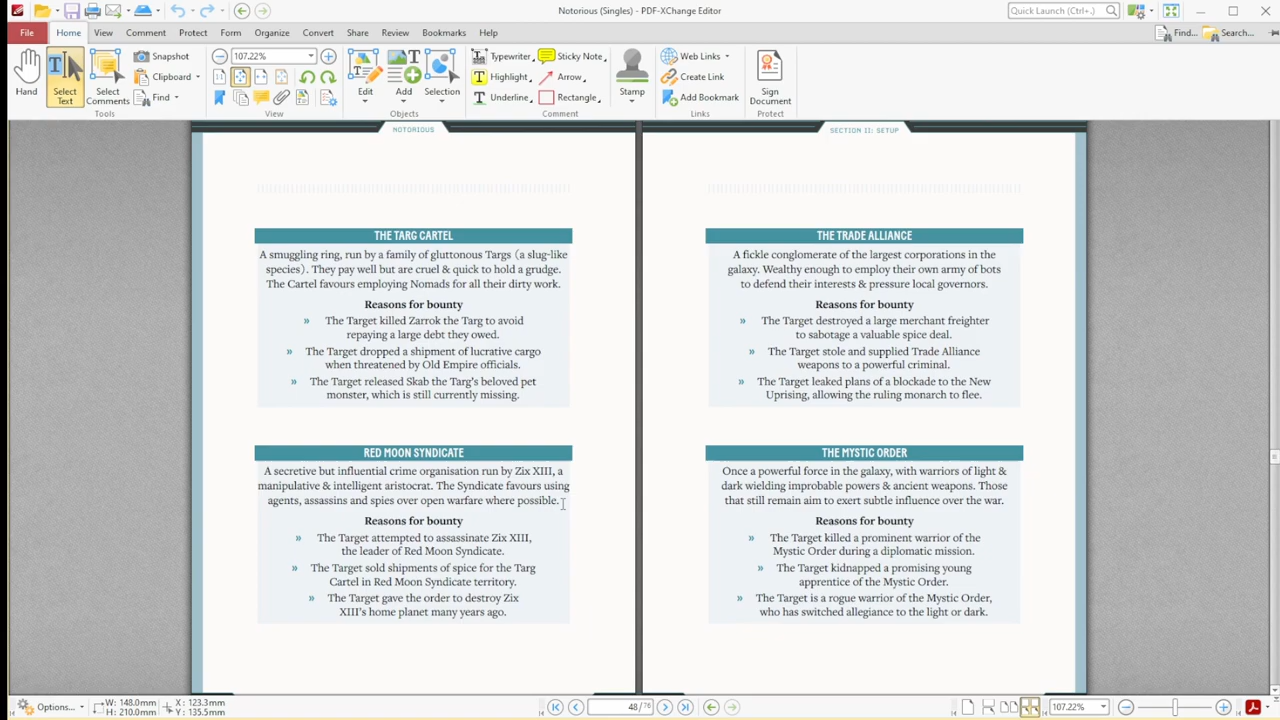 Notorious (Singles) - PDF-XChange Editor
Quick Launch (Ctrl+.)
File Home View Comment Protect Form Organize Convert Share Review Bookmarks Help
Find... Search...
Hand
Select Text
Select Comments
Snapshot
Clipboard
Find
Tools
107.22%
View
Edit
Add
Selection
Objects
Typewriter
Highlight
Underline
Sticky Note
Arrow
Rectangle
Stamp
Comment
Web Links
Create Link
Add Bookmark
Links
Sign Document
Protect
NOTORIOUS
THE TARG CARTEL
A smuggling ring, run by a family of gluttonous Targs (a slug-like
species). They pay well but are cruel & quick to hold a grudge.
The Cartel favours employing Nomads for all their dirty work.
Reasons for bounty
» The Target killed Zarrok the Targ to avoid
repaying a large debt they owed.
» The Target dropped a shipment of lucrative cargo
when threatened by Old Empire officials.
» The Target released Skab the Targ's beloved pet
monster, which is still currently missing.
RED MOON SYNDICATE
A secretive but influential crime organisation run by Zix XIII, a
manipulative & intelligent aristocrat. The Syndicate favours using
agents, assassins and spies over open warfare where possible.
Reasons for bounty
» The Target attempted to assassinate Zix XIII,
the leader of Red Moon Syndicate.
» The Target sold shipments of spice for the Targ
Cartel in Red Moon Syndicate territory.
» The Target gave the order to destroy Zix
XIII's home planet many years ago.
SECTION II: SETUP
THE TRADE ALLIANCE
A fickle conglomerate of the largest corporations in the
galaxy. Wealthy enough to employ their own army of bots
to defend their interests & pressure local governors.
Reasons for bounty
» The Target destroyed a large merchant freighter
to sabotage a valuable spice deal.
» The Target stole and supplied Trade Alliance
weapons to a powerful criminal.
» The Target leaked plans of a blockade to the New
Uprising, allowing the ruling monarch to flee.
THE MYSTIC ORDER
Once a powerful force in the galaxy, with warriors of light &
dark wielding improbable powers & ancient weapons. Those
that still remain aim to exert subtle influence over the war.
Reasons for bounty
» The Target killed a prominent warrior of the
Mystic Order during a diplomatic mission.
» The Target kidnapped a promising young
apprentice of the Mystic Order.
» The Target is a rogue warrior of the Mystic Order,
who has switched allegiance to the light or dark.
Options...
W: 148.0mm
H: 210.0mm
X: 123.3mm
Y: 135.5mm
48 / 76
107.22%